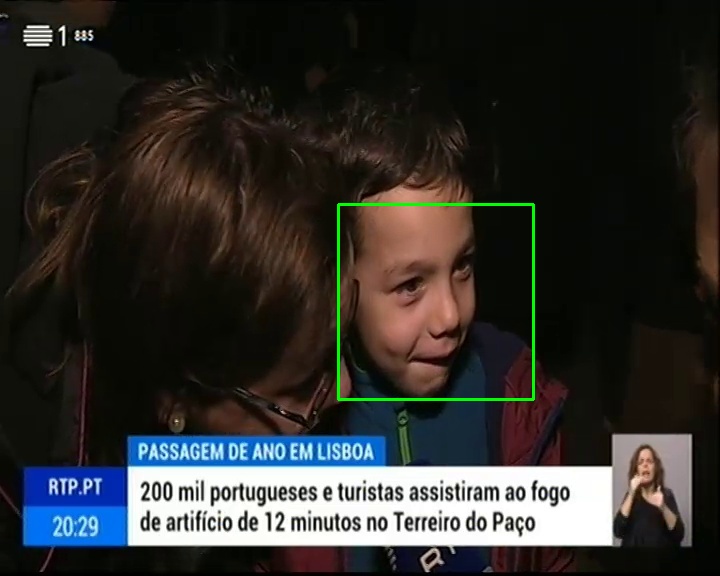 1 885
PASSAGEM DE ANO EM LISBOA
RTP.PT
200 mil portugueses e turistas assistiram ao fogo
de artifício de 12 minutos no Terreiro do Paço
20:29